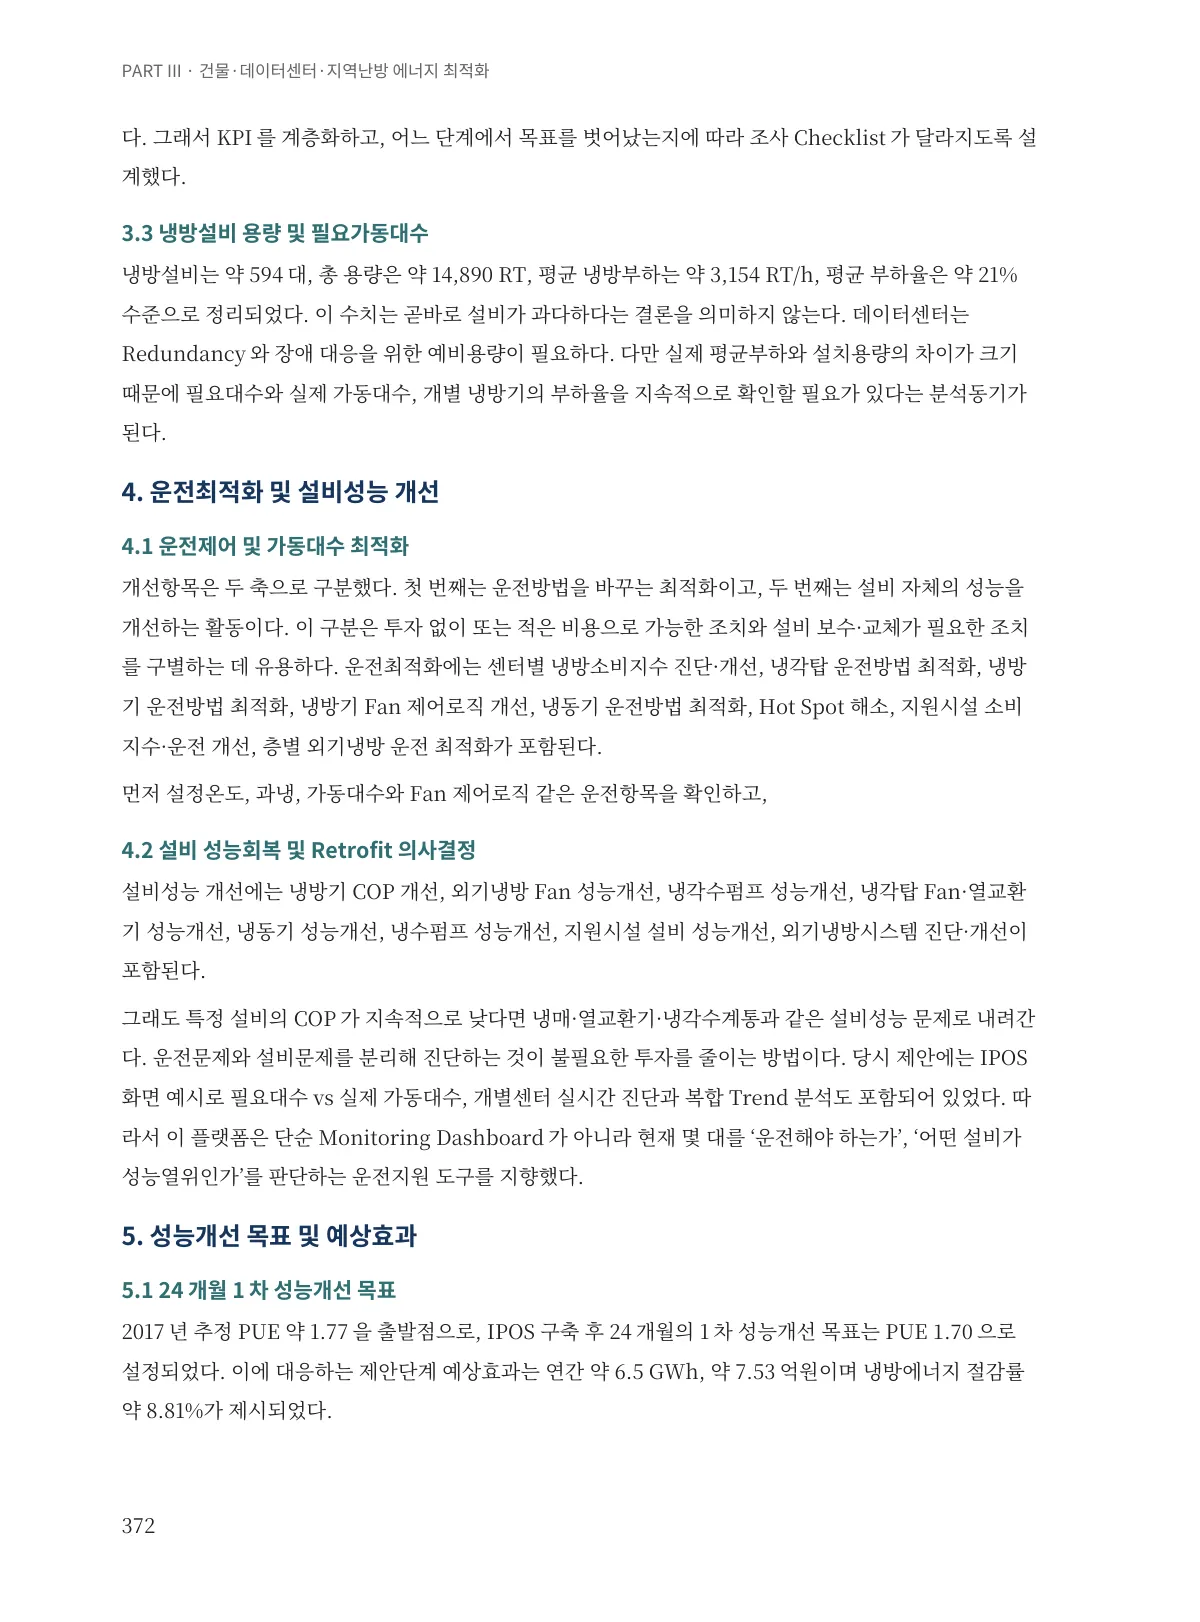 PART III · 건물·데이터센터·지역난방 에너지 최적화
다. 그래서 KPI 를 계층화하고, 어느 단계에서 목표를 벗어났는지에 따라 조사 Checklist 가 달라지도록 설
계했다.
3.3 냉방설비 용량 및 필요가동대수
냉방설비는 약 594 대, 총 용량은 약 14,890 RT, 평균 냉방부하는 약 3,154 RT/h, 평균 부하율은 약 21%
수준으로 정리되었다. 이 수치는 곧바로 설비가 과다하다는 결론을 의미하지 않는다. 데이터센터는
Redundancy 와 장애 대응을 위한 예비용량이 필요하다. 다만 실제 평균부하와 설치용량의 차이가 크기
때문에 필요대수와 실제 가동대수, 개별 냉방기의 부하율을 지속적으로 확인할 필요가 있다는 분석동기가
된다.
4. 운전최적화 및 설비성능 개선
4.1 운전제어 및 가동대수 최적화
개선항목은 두 축으로 구분했다. 첫 번째는 운전방법을 바꾸는 최적화이고, 두 번째는 설비 자체의 성능을
개선하는 활동이다. 이 구분은 투자 없이 또는 적은 비용으로 가능한 조치와 설비 보수·교체가 필요한 조치
를 구별하는 데 유용하다. 운전최적화에는 센터별 냉방소비지수 진단·개선, 냉각탑 운전방법 최적화, 냉방
기 운전방법 최적화, 냉방기 Fan 제어로직 개선, 냉동기 운전방법 최적화, Hot Spot 해소, 지원시설 소비
지수·운전 개선, 층별 외기냉방 운전 최적화가 포함된다.
먼저 설정온도, 과냉, 가동대수와 Fan 제어로직 같은 운전항목을 확인하고,
4.2 설비 성능회복 및 Retrofit 의사결정
설비성능 개선에는 냉방기 COP 개선, 외기냉방 Fan 성능개선, 냉각수펌프 성능개선, 냉각탑 Fan·열교환
기 성능개선, 냉동기 성능개선, 냉수펌프 성능개선, 지원시설 설비 성능개선, 외기냉방시스템 진단·개선이
포함된다.
그래도 특정 설비의 COP 가 지속적으로 낮다면 냉매·열교환기·냉각수계통과 같은 설비성능 문제로 내려간
다. 운전문제와 설비문제를 분리해 진단하는 것이 불필요한 투자를 줄이는 방법이다. 당시 제안에는 IPOS
화면 예시로 필요대수 vs 실제 가동대수, 개별센터 실시간 진단과 복합 Trend 분석도 포함되어 있었다. 따
라서 이 플랫폼은 단순 Monitoring Dashboard 가 아니라 현재 몇 대를 ‘운전해야 하는가’, ‘어떤 설비가
성능열위인가’를 판단하는 운전지원 도구를 지향했다.
5. 성능개선 목표 및 예상효과
5.1 24 개월 1 차 성능개선 목표
2017 년 추정 PUE 약 1.77 을 출발점으로, IPOS 구축 후 24 개월의 1 차 성능개선 목표는 PUE 1.70 으로
설정되었다. 이에 대응하는 제안단계 예상효과는 연간 약 6.5 GWh, 약 7.53 억원이며 냉방에너지 절감률
약 8.81%가 제시되었다.
372